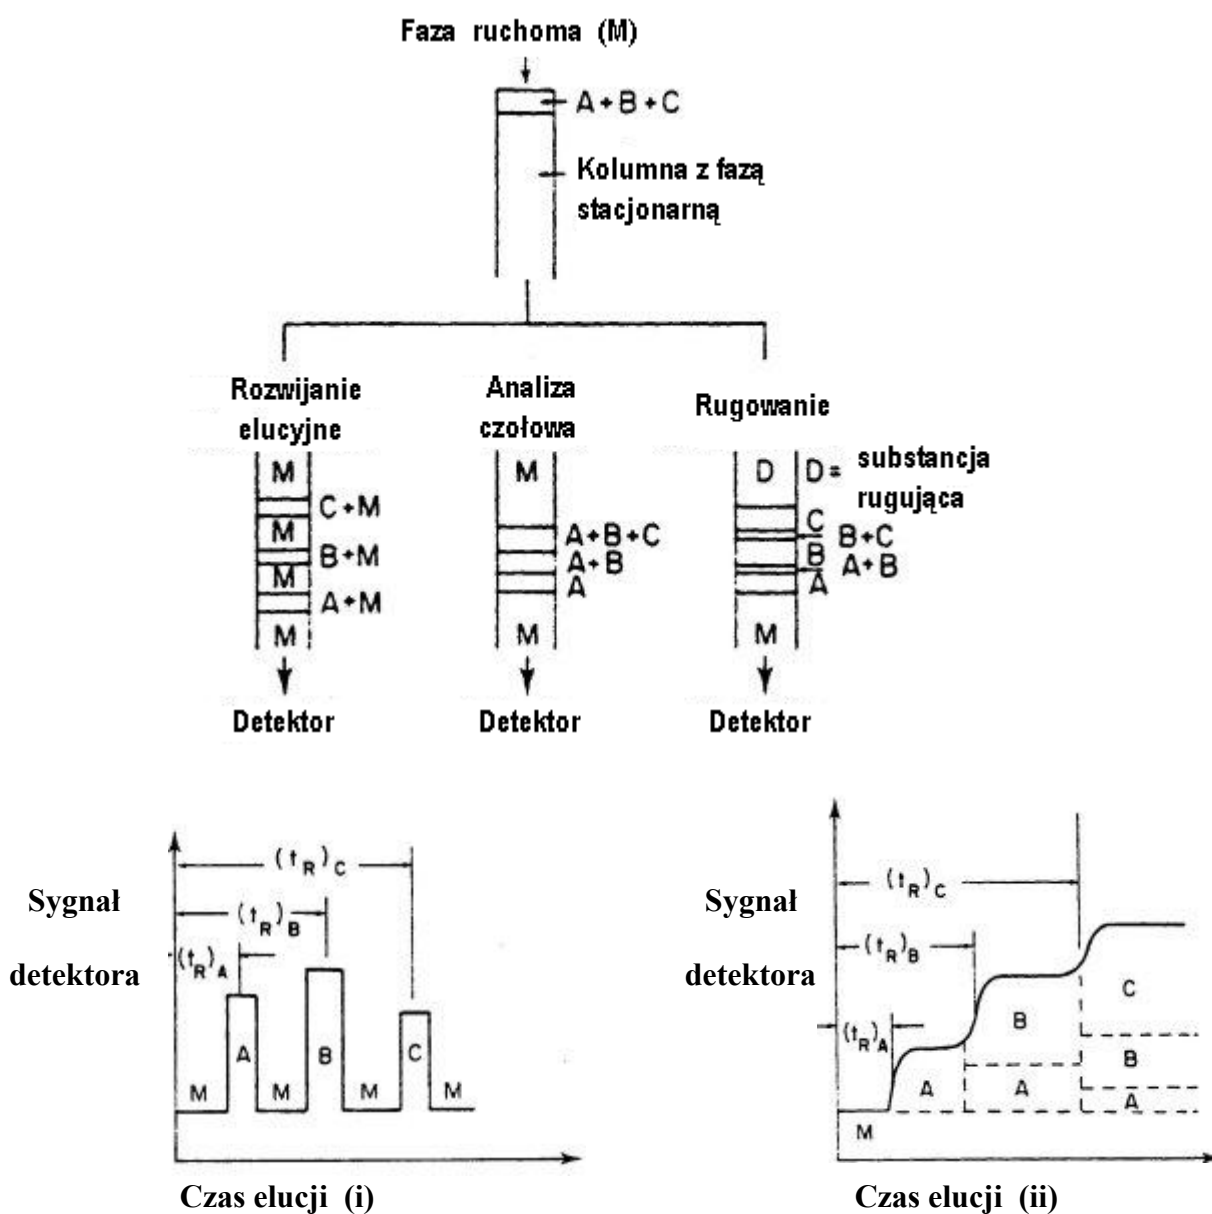 Faza ruchoma (M)
A + B + C
Kolumna z fazą
stacjonarną
Rozwijanie
elucyjne
M
C + M
M
B + M
M
A + M
M
Detektor
Analiza
czołowa
M
A + B + C
A + B
A
M
Detektor
Rugowanie
D
D = substancja
rugująca
C
B + C
B
A + B
A
M
Detektor
Sygnał
detektora
(tR)C
(tR)B
(tR)A
M A M B M C M
Czas elucji (i)
Sygnał
detektora
(tR)C
(tR)B
(tR)A
C
B
B
A A A
M
Czas elucji (ii)